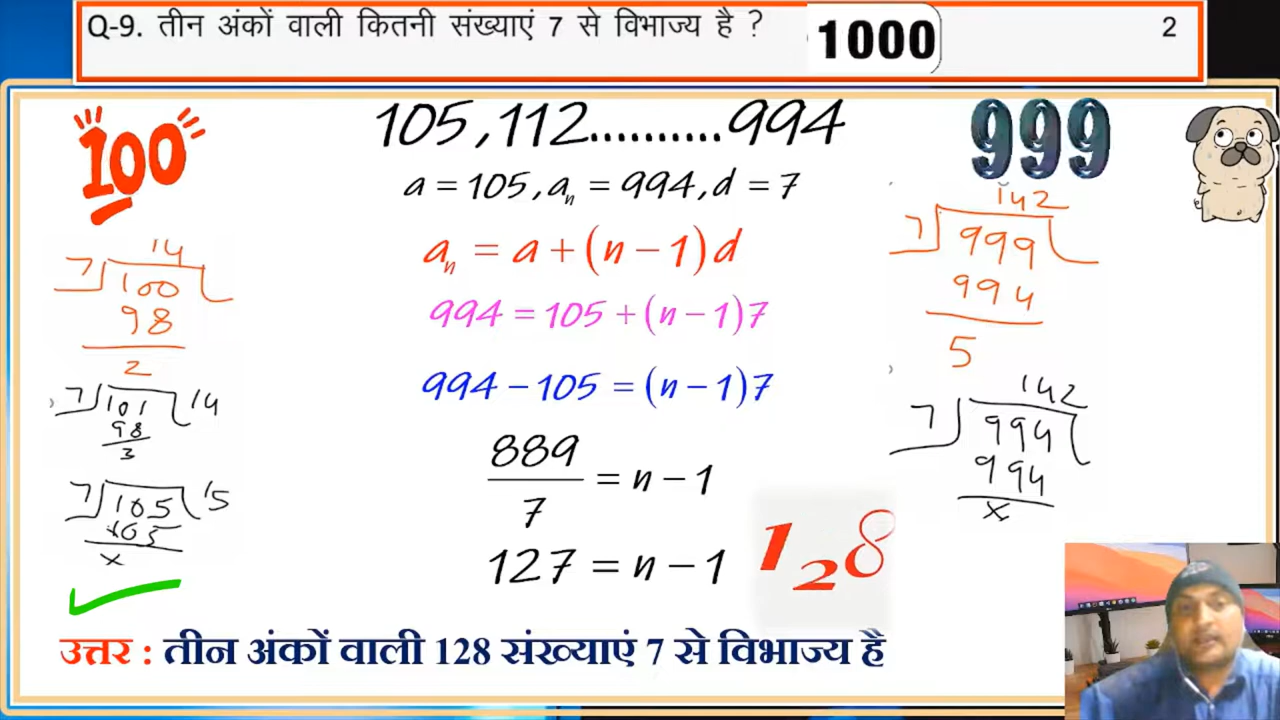 Q-9. तीन अंकों वाली कितनी संख्याएं 7 से विभाज्य है ?
1000
2
100
105,112..........994
999
a = 105, aₙ = 994, d = 7
aₙ = a + (n − 1)d
994 = 105 + (n − 1)7
994 − 105 = (n − 1)7
889/7 = n − 1
127 = n − 1
128
14
7)100(
98
2
7)101(14
98
3
7)105(15
105
x
142
7)999(
994
5
142
7)994(
994
x
उत्तर : तीन अंकों वाली 128 संख्याएं 7 से विभाज्य है